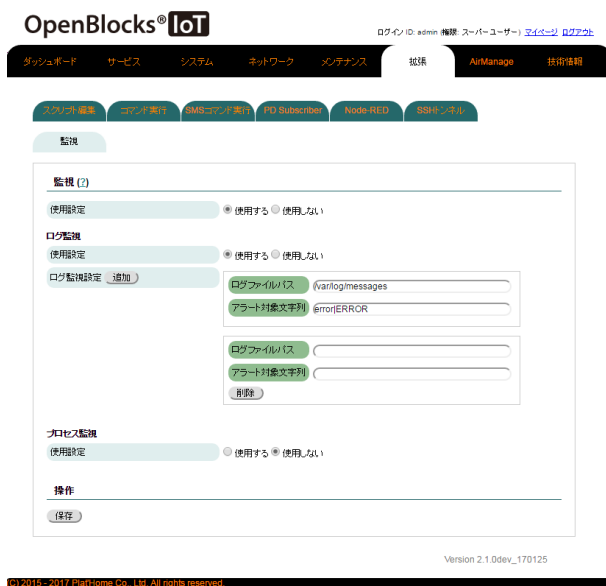 OpenBlocks® IoT
ログイン ID: admin (権限: スーパーユーザー) マイページ ログアウト
ダッシュボード サービス システム ネットワーク メンテナンス 拡張 AirManage 技術情報
スクリプト編集 コマンド実行 SMSコマンド実行 PD Subscriber Node-RED SSHトンネル
監視
監視 (?)
使用設定 使用する 使用しない
ログ監視
使用設定 使用する 使用しない
ログ監視設定 追加
ログファイルパス /var/log/messages
アラート対象文字列 error|ERROR
ログファイルパス
アラート対象文字列
削除
プロセス監視
使用設定 使用する 使用しない
操作
保存
Version 2.1.0dev_170125
(C) 2015 - 2017 Plat'Home Co., Ltd. All rights reserved.